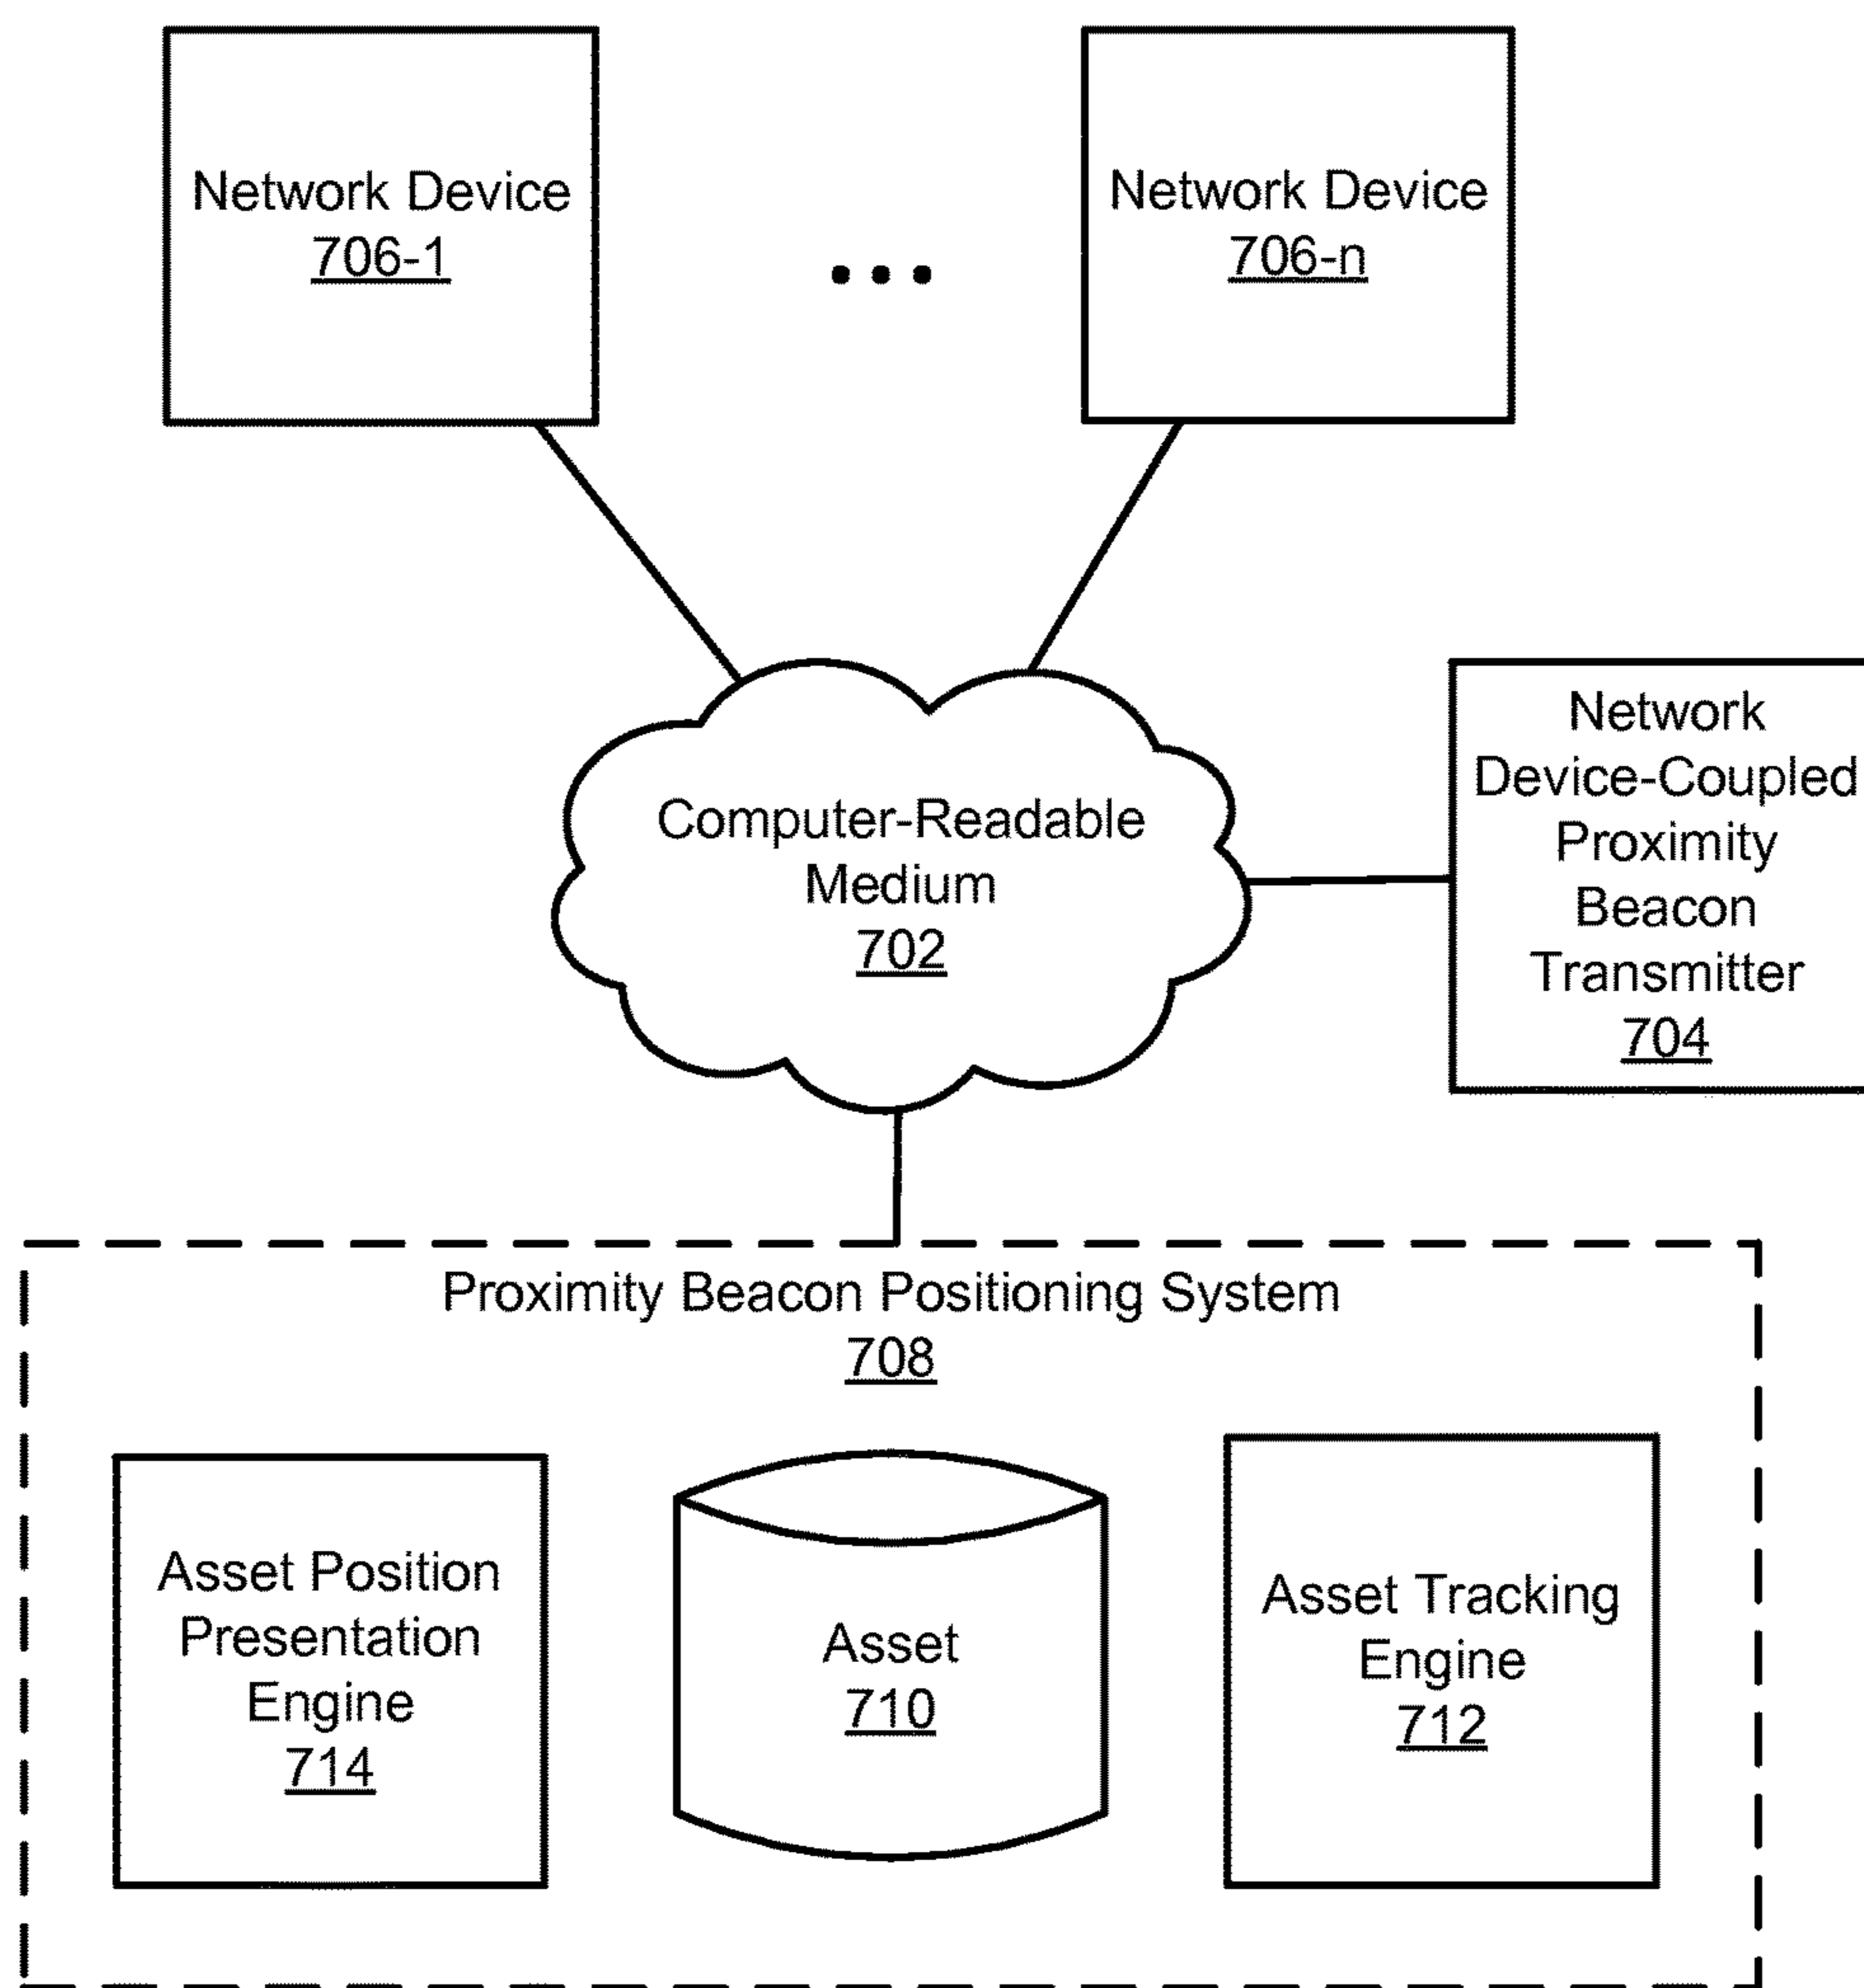 Network Device
706-1
...
Network Device
706-n
Computer-Readable
Medium
702
Network
Device-Coupled
Proximity
Beacon
Transmitter
704
Proximity Beacon Positioning System
708
Asset Position
Presentation
Engine
714
Asset
710
Asset Tracking
Engine
712